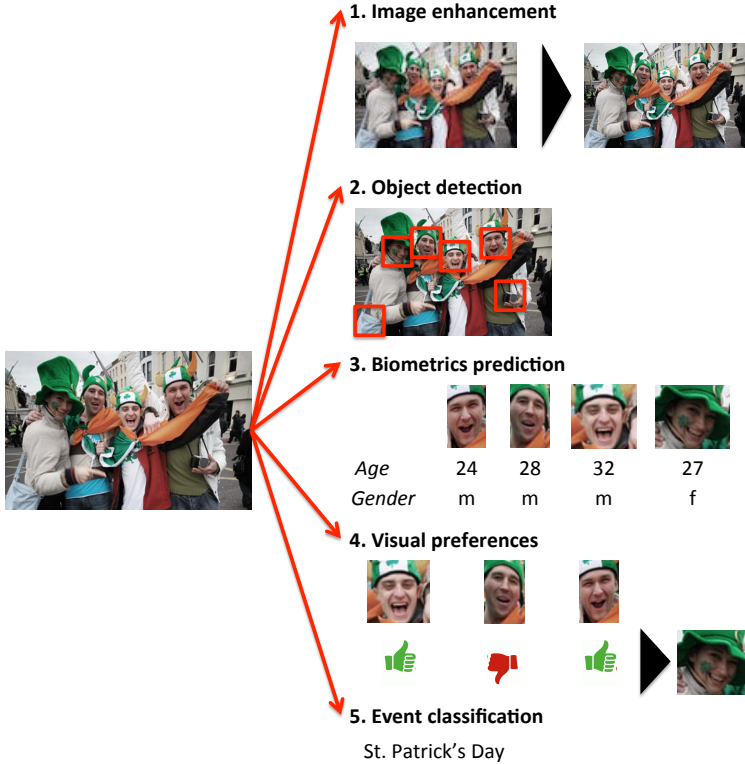 1. Image enhancement
2. Object detection
3. Biometrics prediction
Age 24 28 32 27
Gender m m m f
4. Visual preferences
5. Event classification
St. Patrick's Day